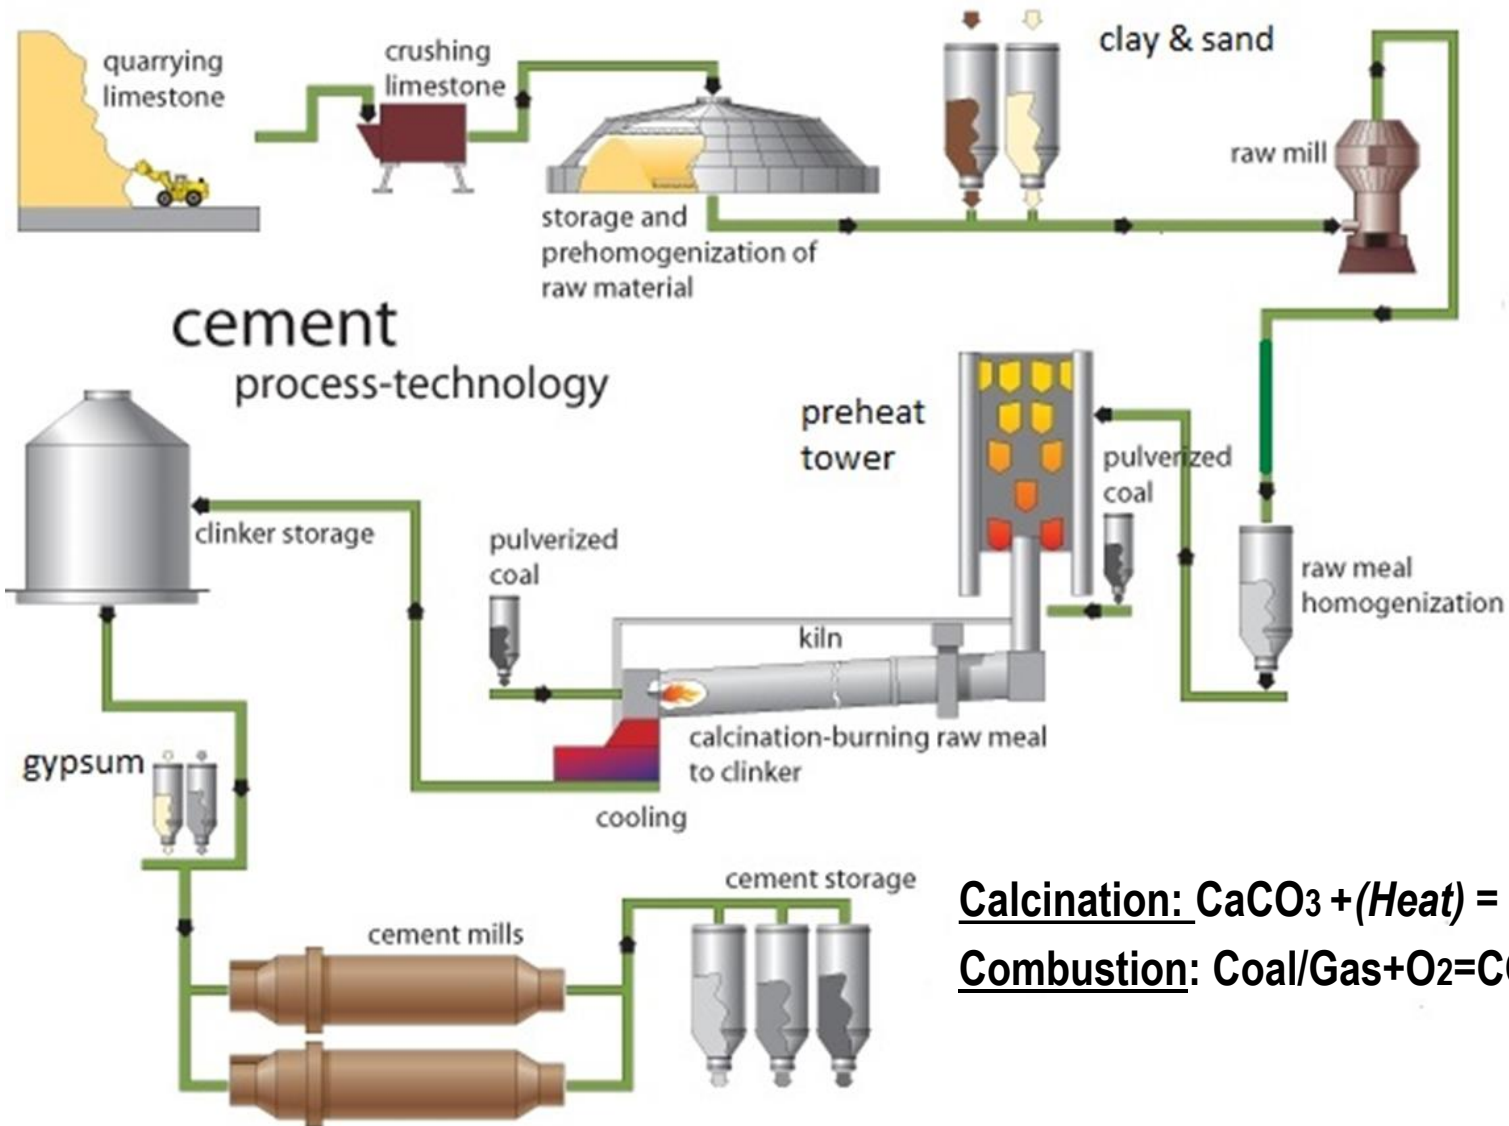 quarrying
limestone
crushing
limestone
clay & sand
raw mill
storage and
prehomogenization of
raw material
cement
process-technology
preheat
tower
pulverized
coal
clinker storage
pulverized
coal
raw meal
homogenization
kiln
calcination-burning raw meal
to clinker
gypsum
cooling
cement storage
cement mills
Calcination: CaCO3 +(Heat) =
Combustion: Coal/Gas+O2=C